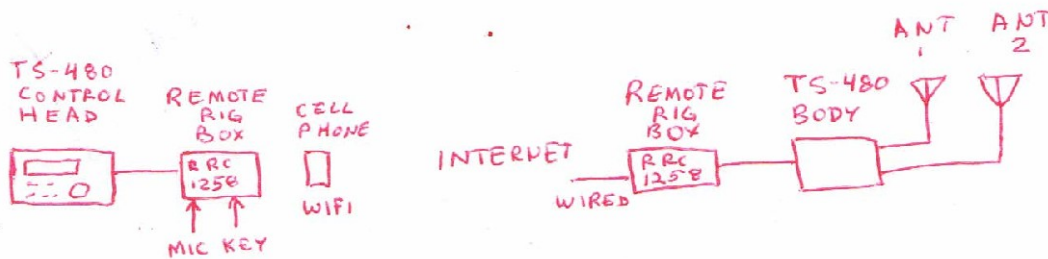 TS-480
CONTROL
HEAD
REMOTE
RIG
BOX
RRC
1258
MIC KEY
CELL
PHONE
WIFI
INTERNET
WIRED
REMOTE
RIG
BOX
RRC
1258
TS-480
BODY
ANT
1
ANT
2